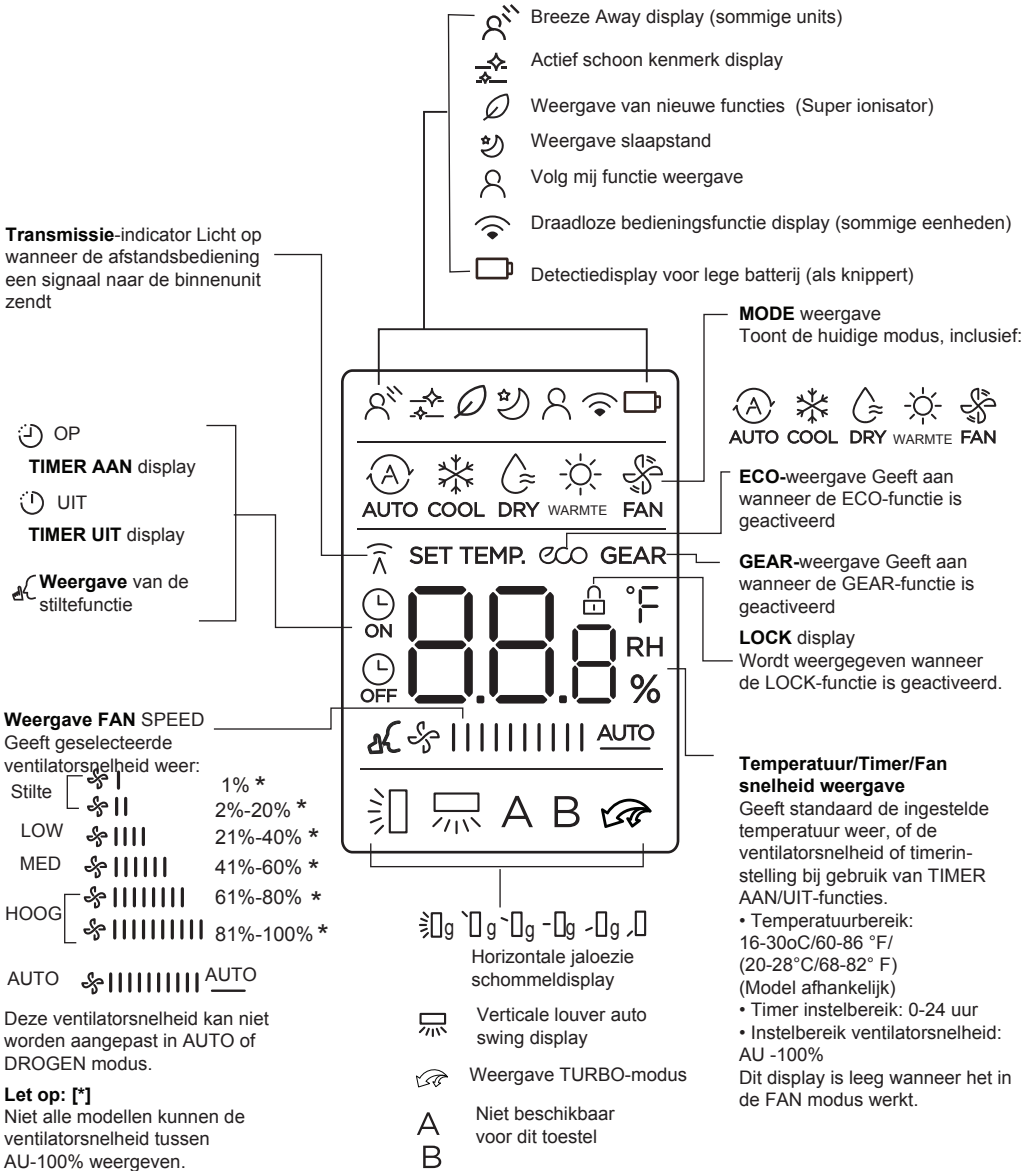 Breeze Away display (sommige units)
Actief schoon kenmerk display
Weergave van nieuwe functies (Super ionisator)
Weergave slaapstand
Volg mij functie weergave
Draadloze bedieningsfunctie display (sommige eenheden)
Detectiedisplay voor lege batterij (als knippert)
Transmissie-indicator Licht op
wanneer de afstandsbediening
een signaal naar de binnenunit
zendt
OP
TIMER AAN display
UIT
TIMER UIT display
Weergave van de
stiltefunctie
Weergave FAN SPEED
Geeft geselecteerde
ventilatorsnelheid weer:
Stilte
1% *
2%-20% *
LOW 21%-40% *
MED 41%-60% *
HOOG
61%-80% *
81%-100% *
AUTO AUTO
Deze ventilatorsnelheid kan niet
worden aangepast in AUTO of
DROGEN modus.
Let op: [*]
Niet alle modellen kunnen de
ventilatorsnelheid tussen
AU-100% weergeven.
A
AUTO COOL DRY WARMTE FAN
SET TEMP. eco GEAR
ON
OFF
88.8
°F
RH
%
AUTO
A B
g g g g g
Horizontale jaloezie
schommeldisplay
Verticale louver auto
swing display
Weergave TURBO-modus
A
B
Niet beschikbaar
voor dit toestel
MODE weergave
Toont de huidige modus, inclusief:
A
AUTO COOL DRY WARMTE FAN
ECO-weergave Geeft aan
wanneer de ECO-functie is
geactiveerd
GEAR-weergave Geeft aan
wanneer de GEAR-functie is
geactiveerd
LOCK display
Wordt weergegeven wanneer
de LOCK-functie is geactiveerd.
Temperatuur/Timer/Fan
snelheid weergave
Geeft standaard de ingestelde
temperatuur weer, of de
ventilatorsnelheid of timerin-
stelling bij gebruik van TIMER
AAN/UIT-functies.
• Temperatuurbereik:
16-30oC/60-86 °F/
(20-28°C/68-82° F)
(Model afhankelijk)
• Timer instelbereik: 0-24 uur
• Instelbereik ventilatorsnelheid:
AU -100%
Dit display is leeg wanneer het in
de FAN modus werkt.